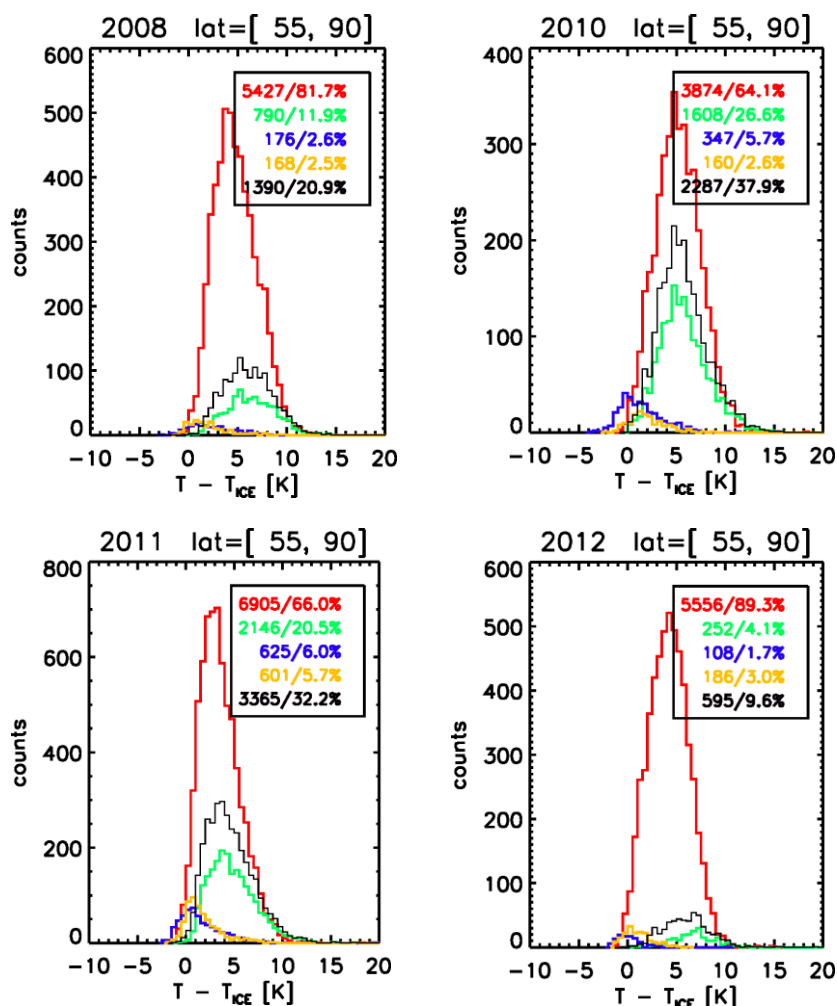 2008 lat=[ 55, 90]
600
500
400
300
200
100
0
counts
5427/81.7%
790/11.9%
176/2.6%
168/2.5%
1390/20.9%
-10 -5 0 5 10 15 20
T - TICE [K]
2010 lat=[ 55, 90]
400
300
200
100
0
counts
3874/64.1%
1608/26.6%
347/5.7%
160/2.6%
2287/37.9%
-10 -5 0 5 10 15 20
T - TICE [K]
2011 lat=[ 55, 90]
800
600
400
200
0
counts
6905/66.0%
2146/20.5%
625/6.0%
601/5.7%
3365/32.2%
-10 -5 0 5 10 15 20
T - TICE [K]
2012 lat=[ 55, 90]
600
500
400
300
200
100
0
counts
5556/89.3%
252/4.1%
108/1.7%
186/3.0%
595/9.6%
-10 -5 0 5 10 15 20
T - TICE [K]